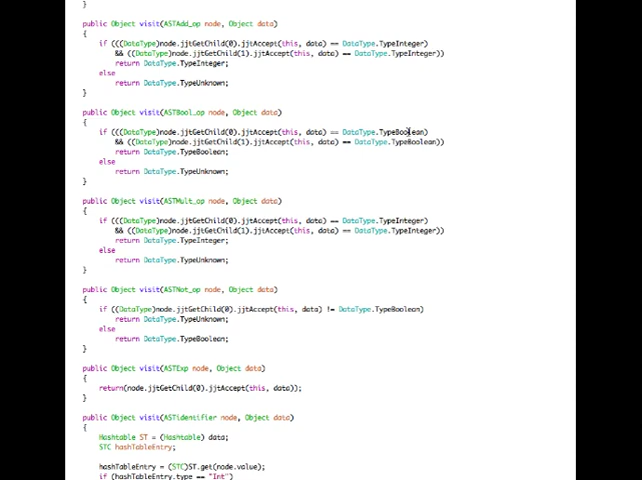 }
public Object visit(ASTAdd_op node, Object data)
{
if (((DataType)node.jjtGetChild(0).jjtAccept(this, data) == DataType.TypeInteger)
&& ((DataType)node.jjtGetChild(1).jjtAccept(this, data) == DataType.TypeInteger))
return DataType.TypeInteger;
else
return DataType.TypeUnknown;
}
public Object visit(ASTBool_op node, Object data)
{
if (((DataType)node.jjtGetChild(0).jjtAccept(this, data) == DataType.TypeBoolean)
&& ((DataType)node.jjtGetChild(1).jjtAccept(this, data) == DataType.TypeBoolean))
return DataType.TypeBoolean;
else
return DataType.TypeUnknown;
}
public Object visit(ASTMult_op node, Object data)
{
if (((DataType)node.jjtGetChild(0).jjtAccept(this, data) == DataType.TypeInteger)
&& ((DataType)node.jjtGetChild(1).jjtAccept(this, data) == DataType.TypeInteger))
return DataType.TypeInteger;
else
return DataType.TypeUnknown;
}
public Object visit(ASTNot_op node, Object data)
{
if ((DataType)node.jjtGetChild(0).jjtAccept(this, data) != DataType.TypeBoolean)
return DataType.TypeUnknown;
else
return DataType.TypeBoolean;
}
public Object visit(ASTExp node, Object data)
{
return(node.jjtGetChild(0).jjtAccept(this, data));
}
public Object visit(ASTidentifier node, Object data)
{
Hashtable ST = (Hashtable) data;
STC hashTableEntry;
hashTableEntry = (STC)ST.get(node.value);
if (hashTableEntry.type == "Int")